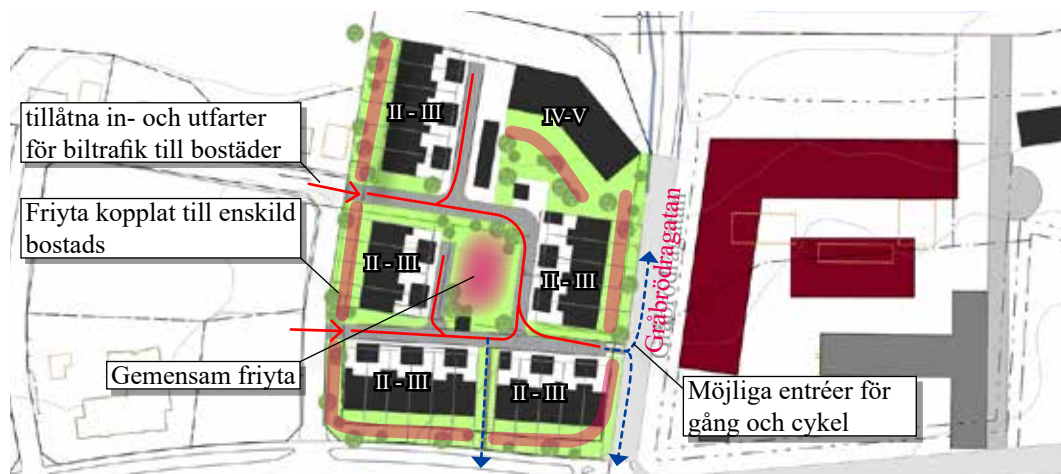 II - III
IV-V
tillåtna in- och utfarter
för biltrafik till bostäder
Friyta kopplat till enskild
bostads
II - III
II - III
Gråbrödragatan
Gemensam friyta
II - III
II - III
Möjliga entréer för
gång och cykel